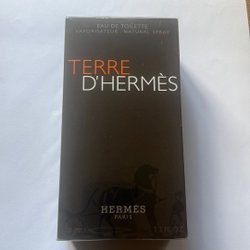 EAU DE TOILETTE
VAPORISATEUR · NATURAL SPRAY
TERRE
D'HERMÈS
HERMÈS
PARIS